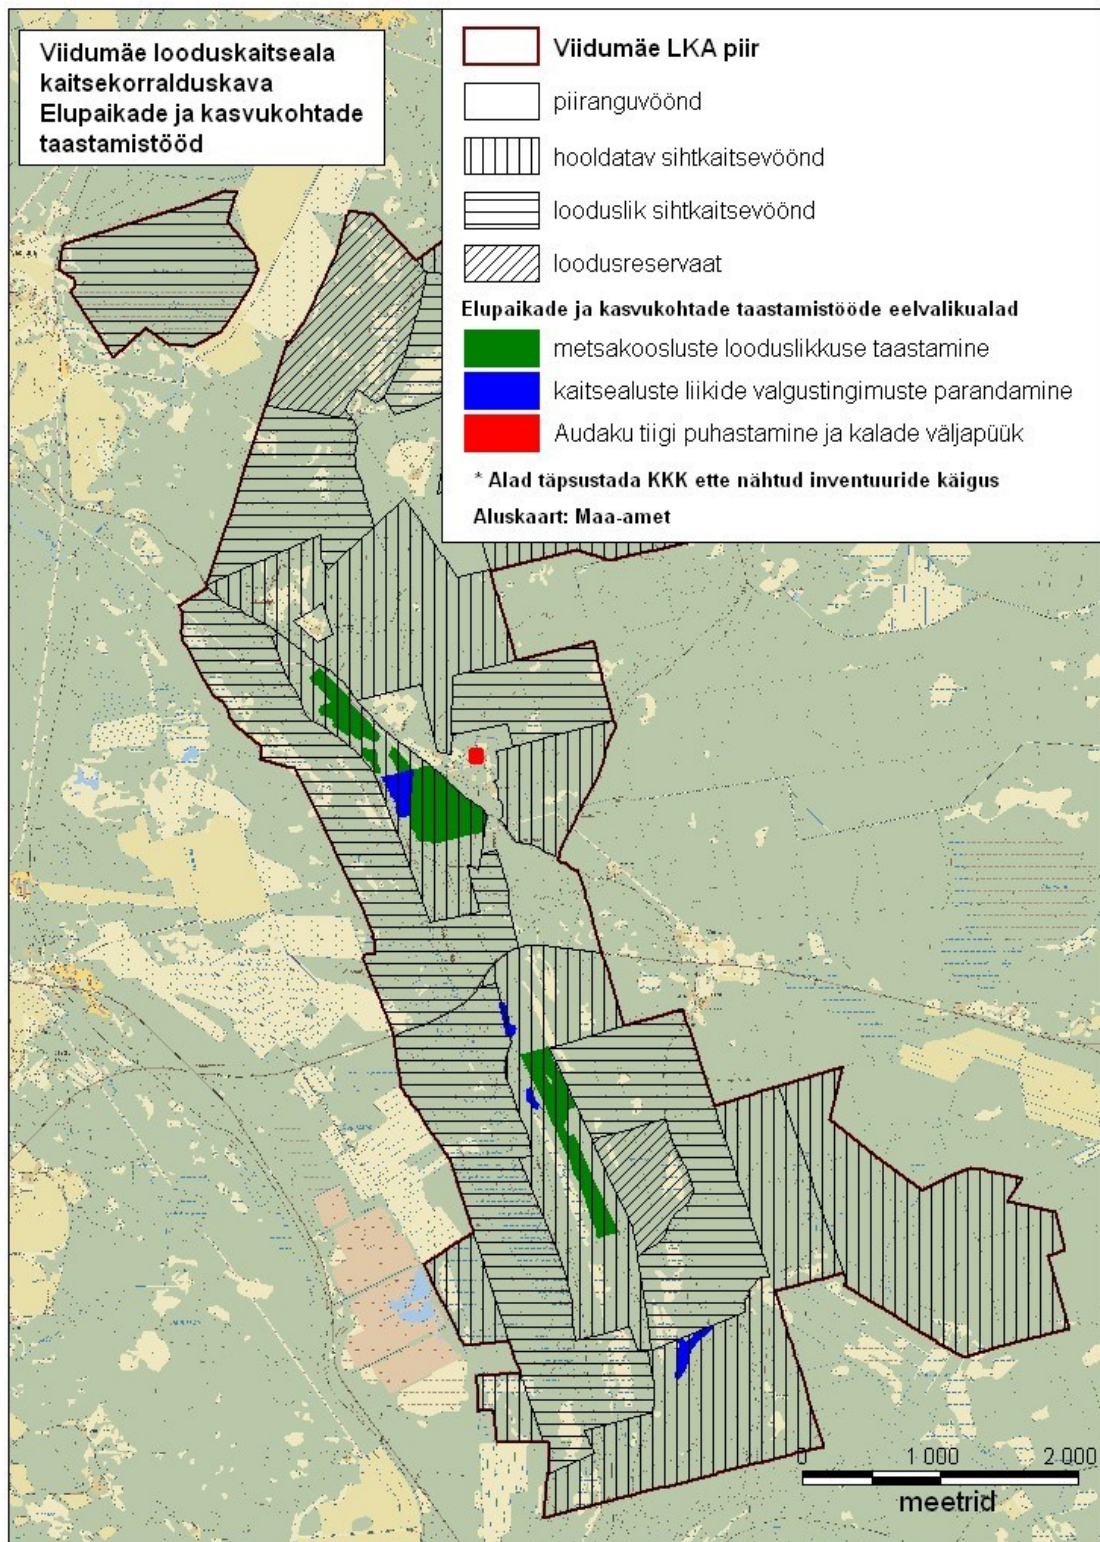 Viidumäe looduskaitseala
kaitsekorralduskava
Elupaikade ja kasvukohtade
taastamistööd
Viidumäe LKA piir
piiranguvöönd
hooldatav sihtkaitsevöönd
looduslik sihtkaitsevöönd
loodusreservaat
Elupaikade ja kasvukohtade taastamistööde eelvalikualad
metsakoosluste looduslikkuse taastamine
kaitsealuste liikide valgustingimuste parandamine
Audaku tiigi puhastamine ja kalade väljapüük
* Alad täpsustada KKK ette nähtud inventuuride käigus
Aluskaart: Maa-amet
0 1 000 2 000
meetrid